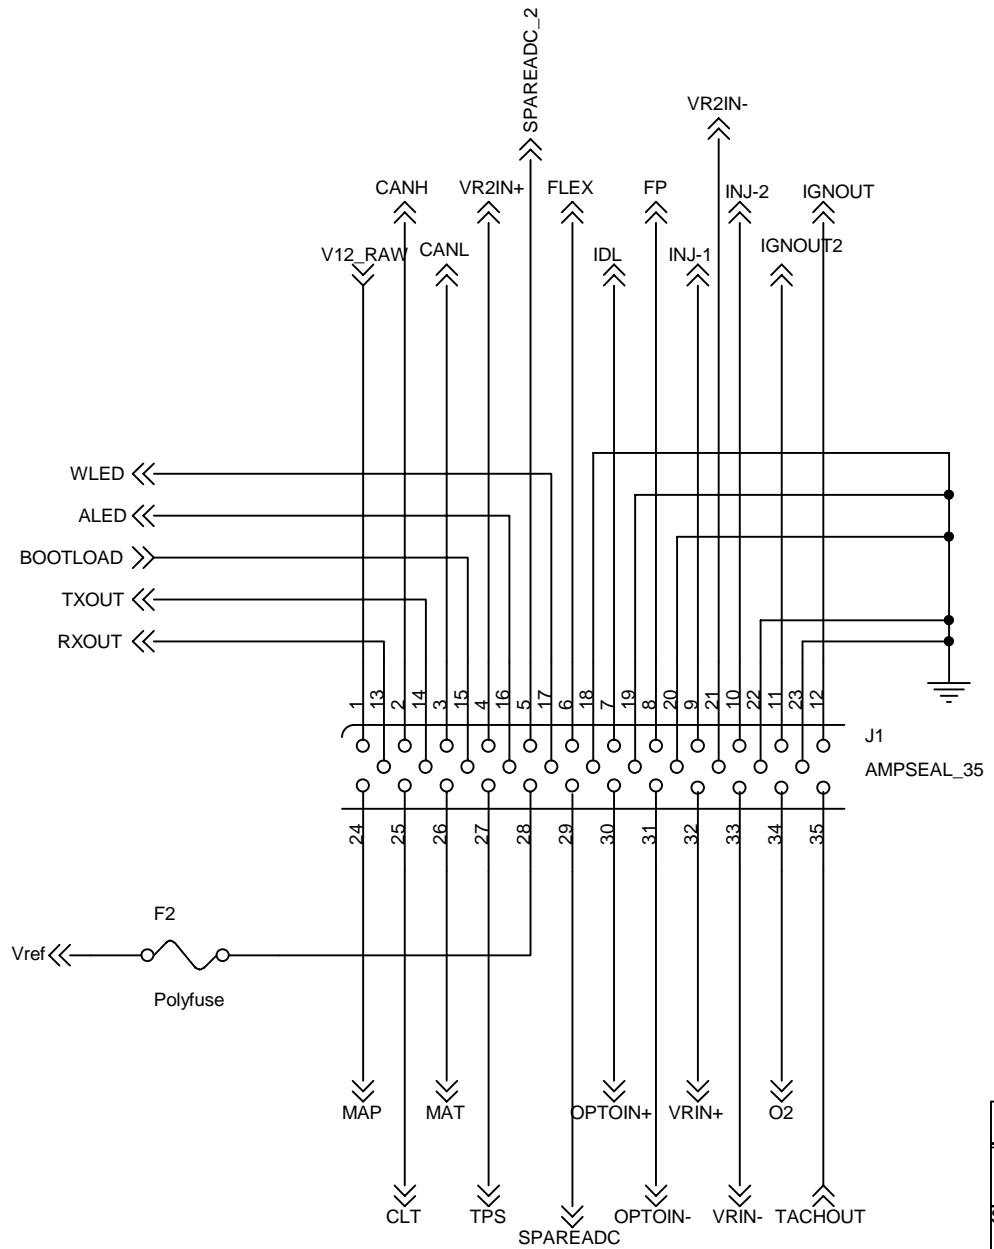 SPAREADC_2
VR2IN-
CANH VR2IN+ FLEX FP INJ-2 IGNOUT
V12_RAW CANL IDL INJ-1 IGNOUT2
WLED
ALED
BOOTLOAD
TXOUT
RXOUT
1 13 2 14 3 15 4 16 5 17 6 18 7 19 8 20 9 21 10 22 11 23 12
J1
AMPSEAL_35
24 25 26 27 28 29 30 31 32 33 34 35
F2
Vref
Polyfuse
MAP MAT OPTOIN+ VRIN+ O2
CLT TPS OPTOIN- VRIN- TACHOUT
SPAREADC